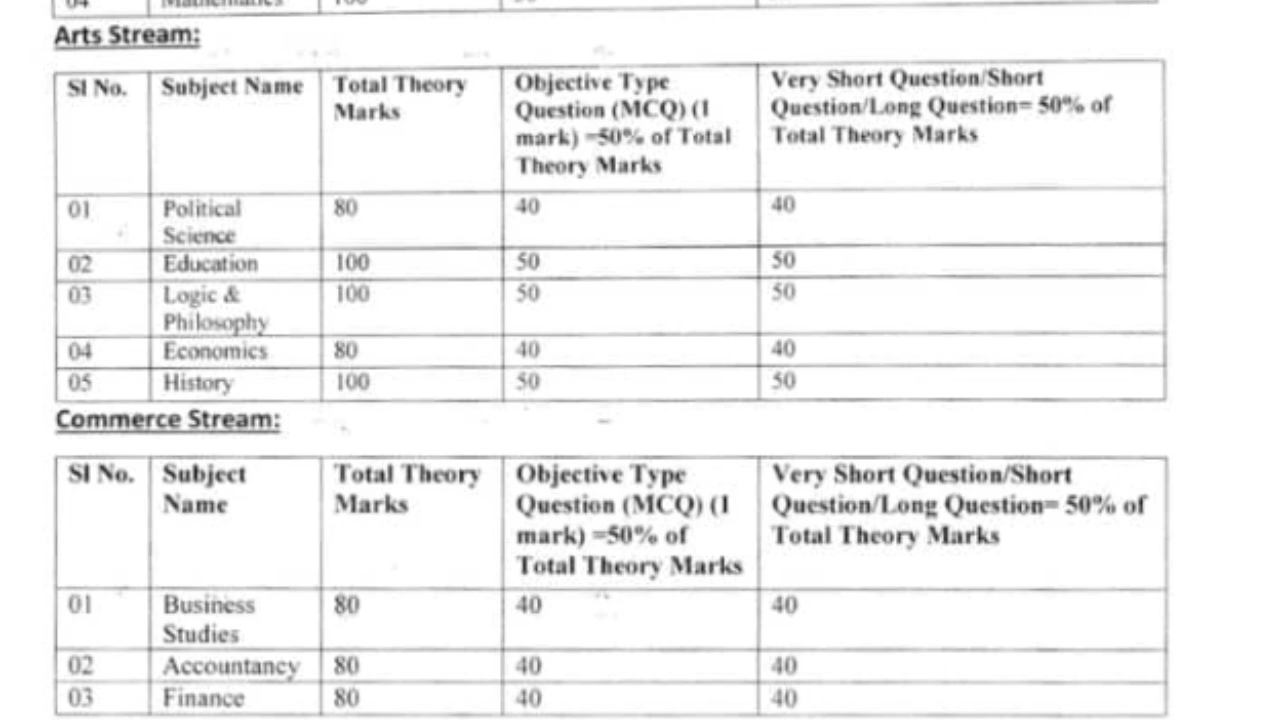 04 Mathematics 100
Arts Stream:
Sl No. Subject Name Total Theory Marks Objective Type Question (MCQ) (1 mark) =50% of Total Theory Marks Very Short Question/Short Question/Long Question= 50% of Total Theory Marks
01 Political Science 80 40 40
02 Education 100 50 50
03 Logic & Philosophy 100 50 50
04 Economics 80 40 40
05 History 100 50 50
Commerce Stream:
Sl No. Subject Name Total Theory Marks Objective Type Question (MCQ) (1 mark) =50% of Total Theory Marks Very Short Question/Short Question/Long Question= 50% of Total Theory Marks
01 Business Studies 80 40 40
02 Accountancy 80 40 40
03 Finance 80 40 40